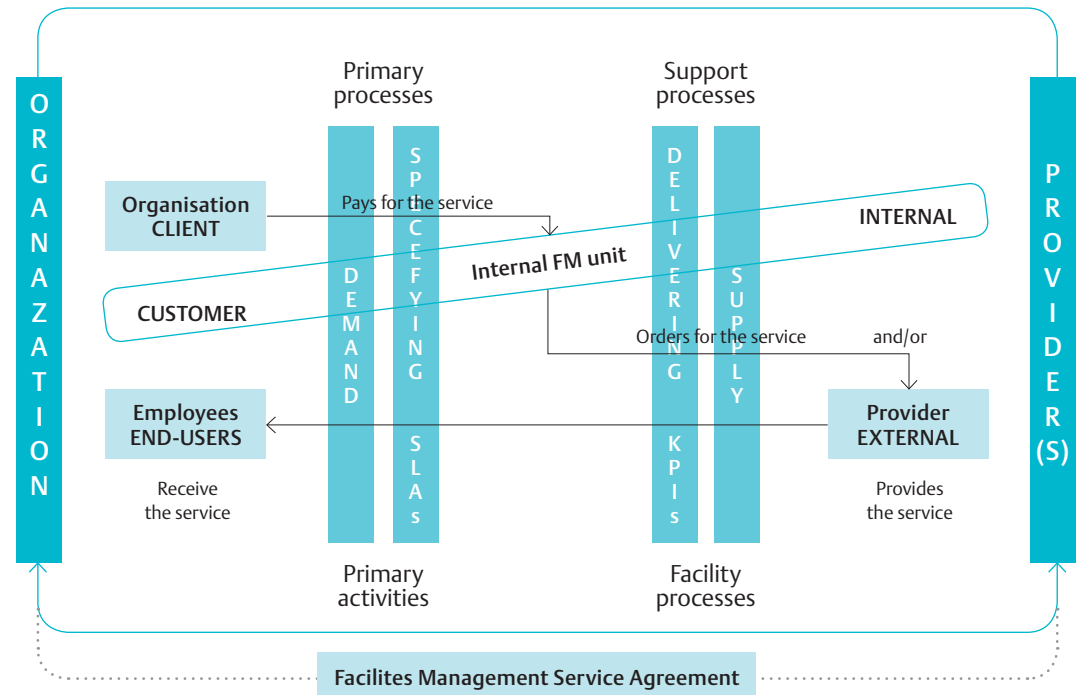 ORGANAZATION
Primary
processes
Support
processes
PROVIDER(S)
DEMAND
SPECEFYING SLAs
DELIVERING KPIs
SUPPLY
Organisation
CLIENT
Pays for the service
INTERNAL
Internal FM unit
CUSTOMER
Orders for the service
and/or
Employees
END-USERS
Provider
EXTERNAL
Receive
the service
Provides
the service
Primary
activities
Facility
processes
Facilites Management Service Agreement